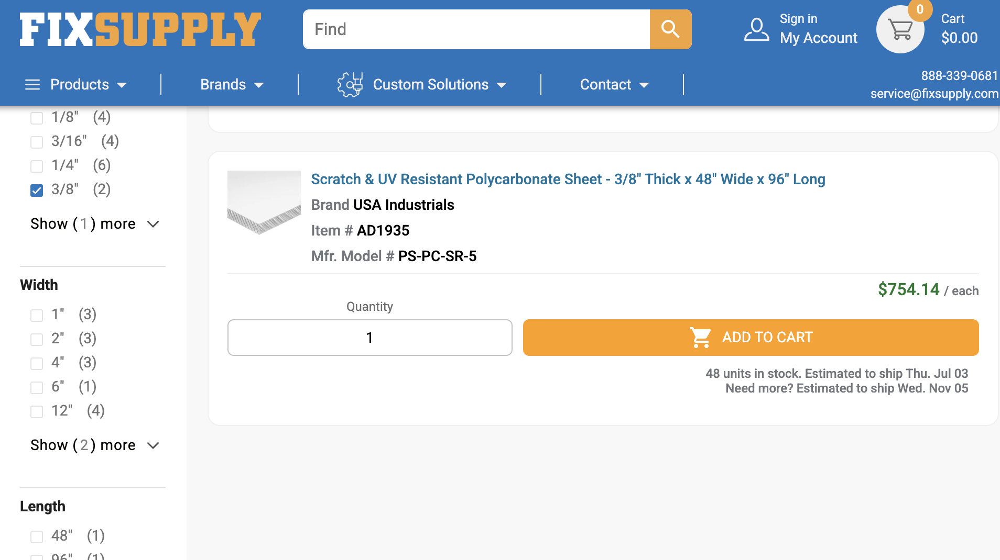 FIXSUPPLY
Find
Sign in
My Account
0
Cart
$0.00
Products
Brands
Custom Solutions
Contact
888-339-0681
service@fixsupply.com
1/8" (4)
3/16" (4)
1/4" (6)
3/8" (2)
Show (1) more
Width
1" (3)
2" (3)
4" (3)
6" (1)
12" (4)
Show (2) more
Length
48" (1)
96" (1)
Scratch & UV Resistant Polycarbonate Sheet - 3/8" Thick x 48" Wide x 96" Long
Brand USA Industrials
Item # AD1935
Mfr. Model # PS-PC-SR-5
$754.14 / each
Quantity
1
ADD TO CART
48 units in stock. Estimated to ship Thu. Jul 03
Need more? Estimated to ship Wed. Nov 05